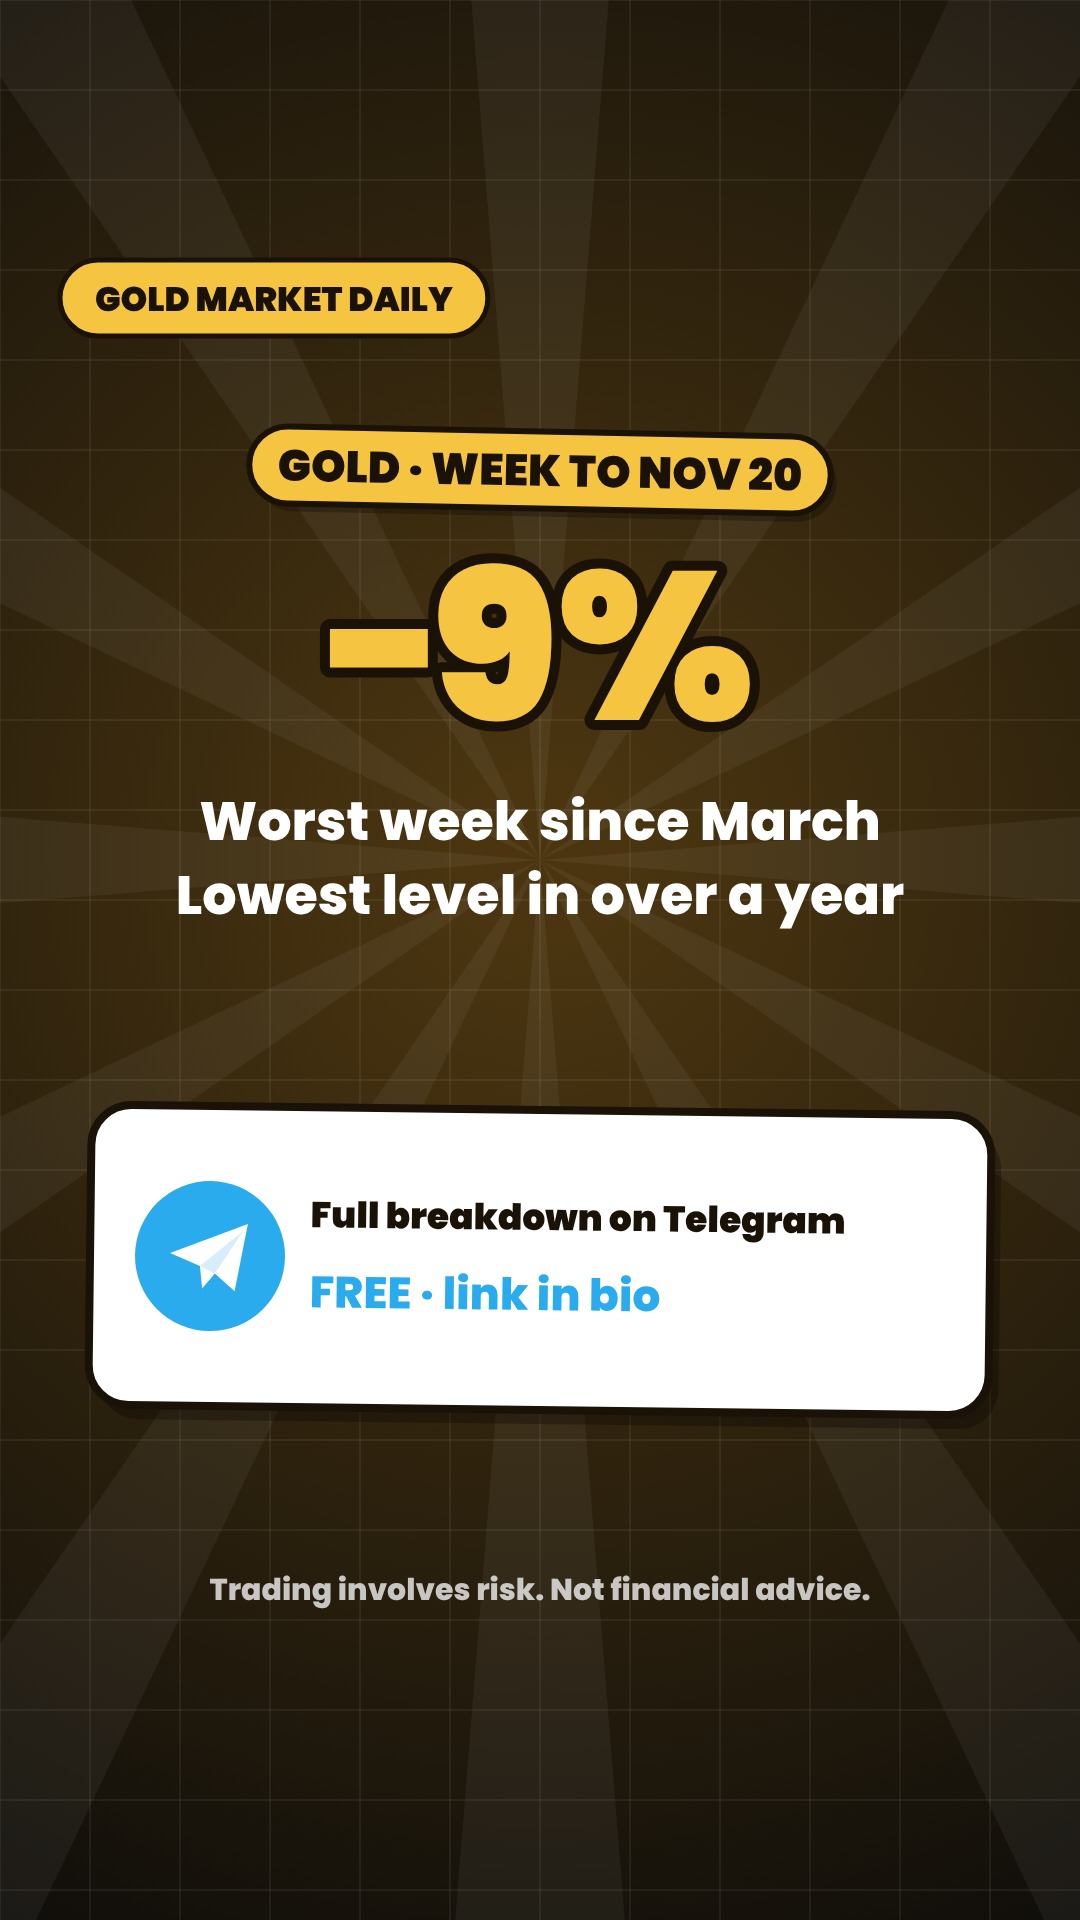 GOLD MARKET DAILY
GOLD · WEEK TO NOV 20
-9%
Worst week since March
Lowest level in over a year
Full breakdown on Telegram
FREE · link in bio
Trading involves risk. Not financial advice.